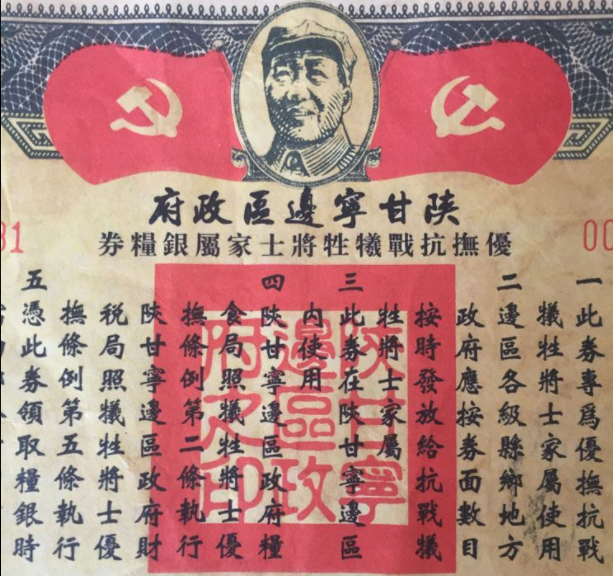 陝甘寧邊區政府
優撫抗戰犧牲將士家屬銀糧券
一此券專為優撫抗戰
犧牲將士家屬使用
二邊區各級縣鄉地方
政府應按券面數目
按時發放給抗戰犧
牲將士家屬
三此券在陝甘寧邊區
內使用
四陝甘寧邊區政府糧
食局照犧牲將士優
撫條例第二條執行
陝甘寧邊區政府財
稅局照犧牲將士優
撫條例第五條執行
五憑此券領取糧銀時
陝甘寧
邊區政
府之印